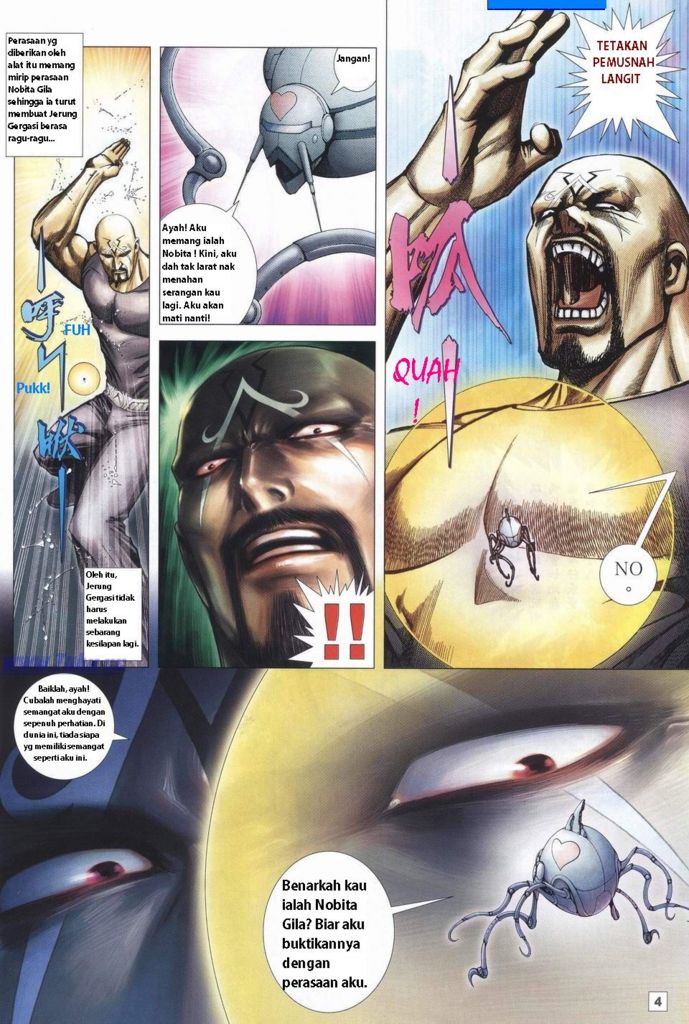 Perasaan yg
diberikan oleh
alat itu memang
mirip perasaan
Nobita Gila
sehingga ia turut
membuat Jerung
Gergasi berasa
ragu-ragu...
呼
FUH
Pukk!
Oleh itu,
Jerung
Gergasi tidak
harus
melakukan
sebarang
kesilapan lagi.
Jangan!
Ayah! Aku
memang ialah
Nobita ! Kini, aku
dah tak larat nak
menahan
serangan kau
lagi. Aku akan
mati nanti!
!!
TETAKAN
PEMUSNAH
LANGIT
QUAH
!
NO
。
Baiklah, ayah!
Cubalah menghayati
semangat aku dengan
sepenuh perhatian. Di
dunia ini, tiada siapa
yg memiliki semangat
seperti aku ini.
Benarkah kau
ialah Nobita
Gila? Biar aku
buktikannya
dengan
perasaan aku.
4